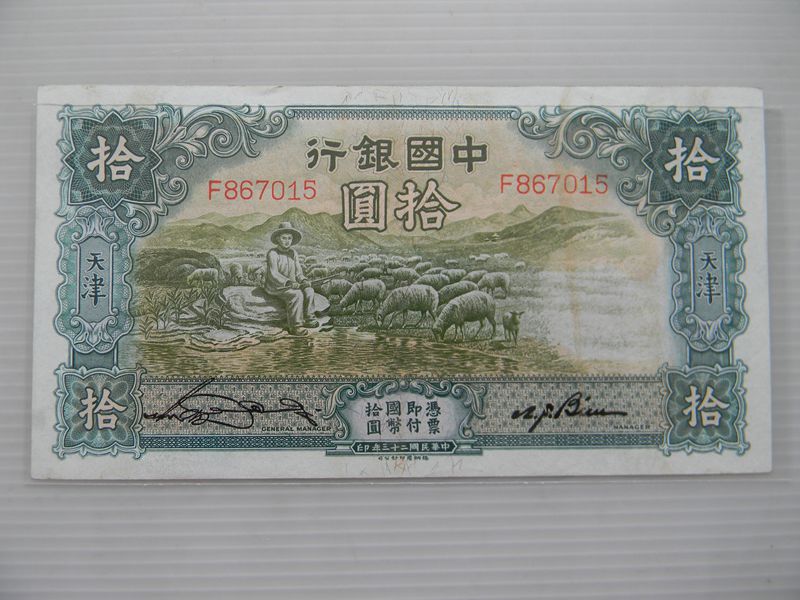 中國銀行
F867015
F867015
拾圓
拾
拾
天津
天津
拾
拾
憑票
即付
國幣
拾圓
GENERAL MANAGER
MANAGER
中華民國二十三年印